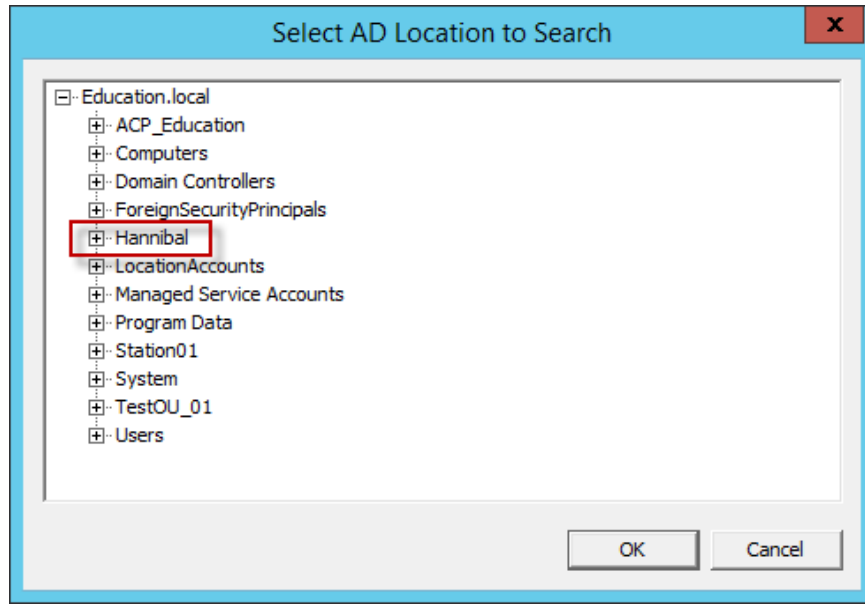 Select AD Location to Search
x
Education.local
ACP_Education
Computers
Domain Controllers
ForeignSecurityPrincipals
Hannibal
LocationAccounts
Managed Service Accounts
Program Data
Station01
System
TestOU_01
Users
OK Cancel